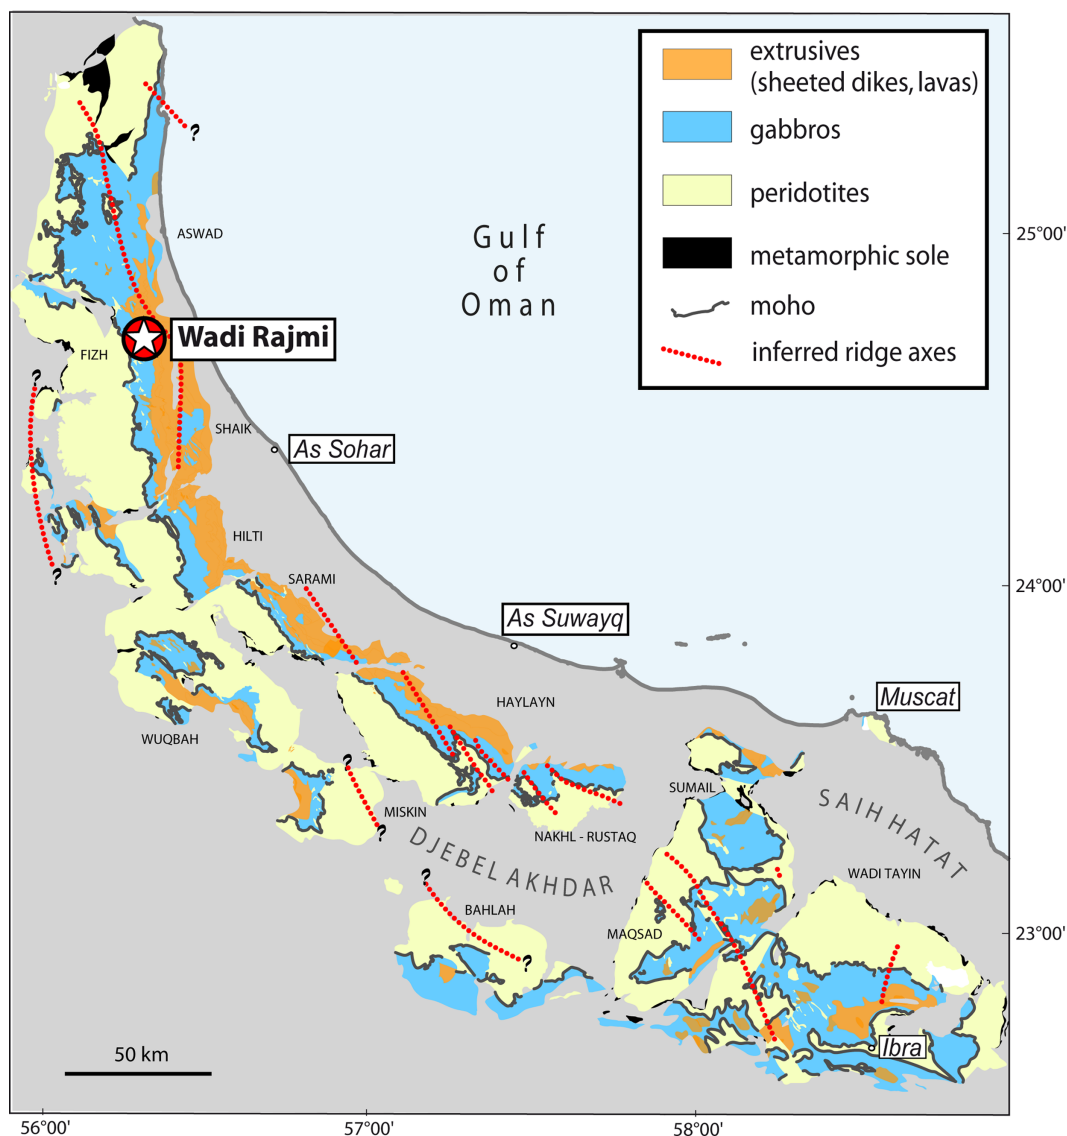 extrusives
(sheeted dikes, lavas)
gabbros
peridotites
metamorphic sole
moho
inferred ridge axes
?
Gulf
of
Oman
ASWAD
25°00'
Wadi Rajmi
FIZH
?
SHAIK
As Sohar
HILTI
?
SARAMI
24°00'
As Suwayq
HAYLAYN
Muscat
WUQBAH
?
SUMAIL
MISKIN
?
NAKHL - RUSTAQ
SAIH HATAT
DJEBEL AKHDAR
?
WADI TAYIN
BAHLAH
MAQSAD
23°00'
?
Ibra
50 km
56°00'
57°00'
58°00'